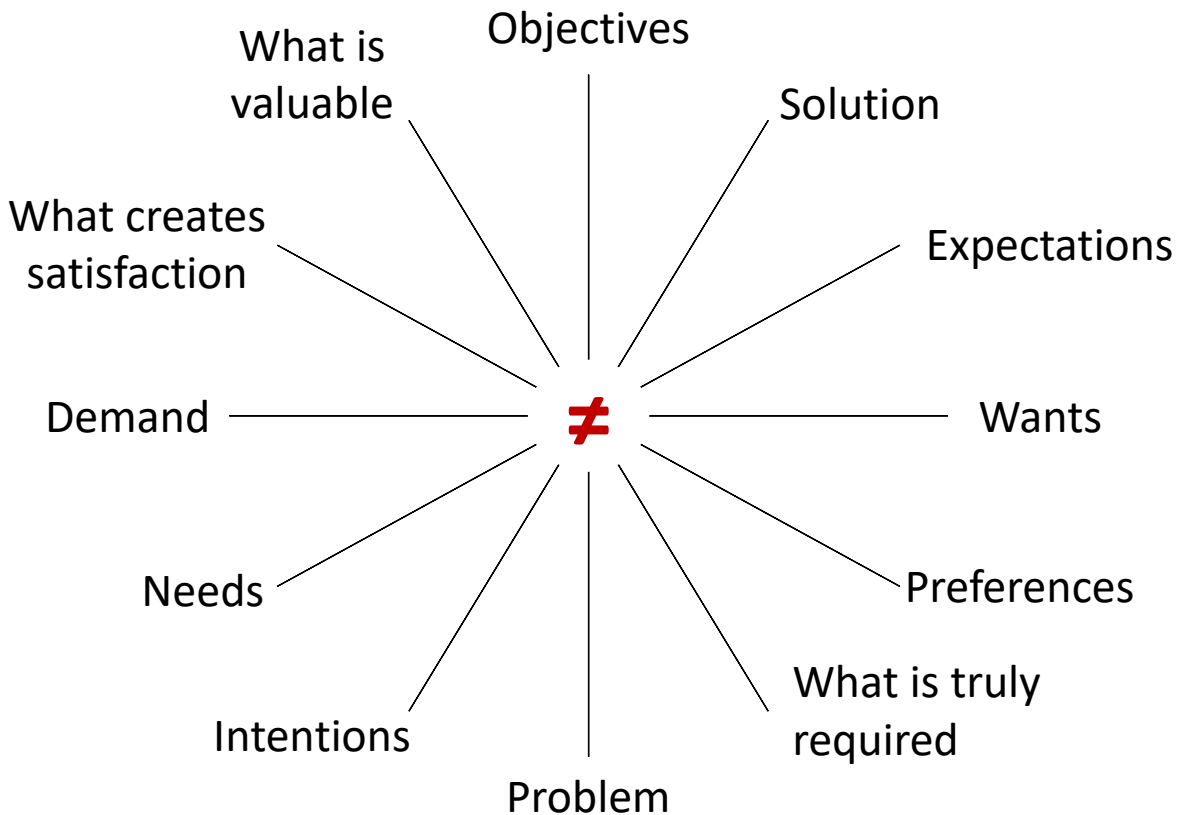 Objectives
What is
valuable
Solution
What creates
satisfaction
Expectations
Demand
≠
Wants
Needs
Preferences
What is truly
required
Intentions
Problem